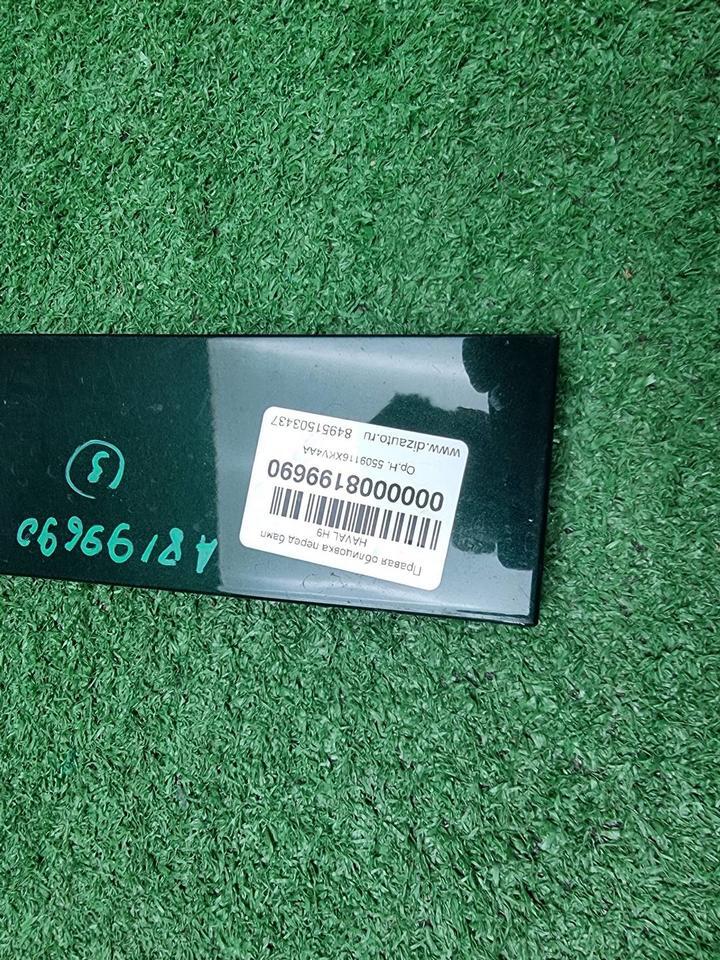 Правая облицовка перед бамп
HAVAL H9
0000008199690
Ор.Н. 5509116XKV4AA
www.dizauto.ru 84951503437
A8199690
(3)